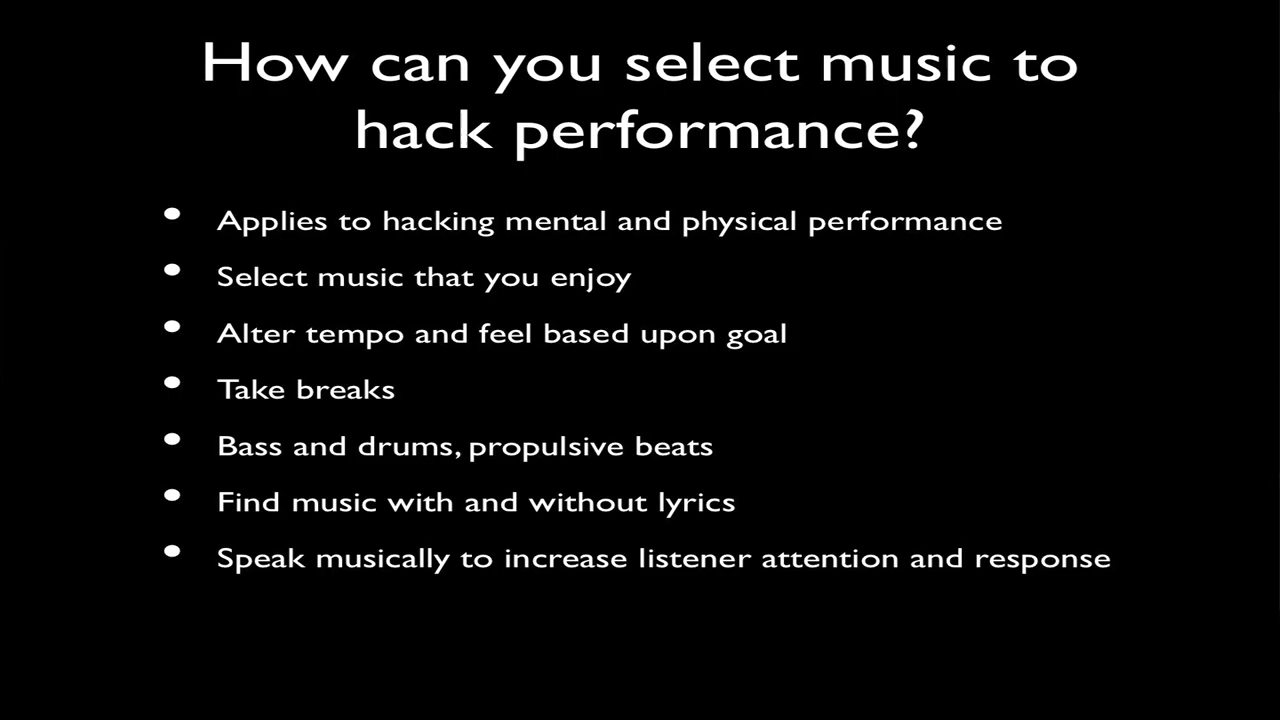 How can you select music to
hack performance?
• Applies to hacking mental and physical performance
• Select music that you enjoy
• Alter tempo and feel based upon goal
• Take breaks
• Bass and drums, propulsive beats
• Find music with and without lyrics
• Speak musically to increase listener attention and response